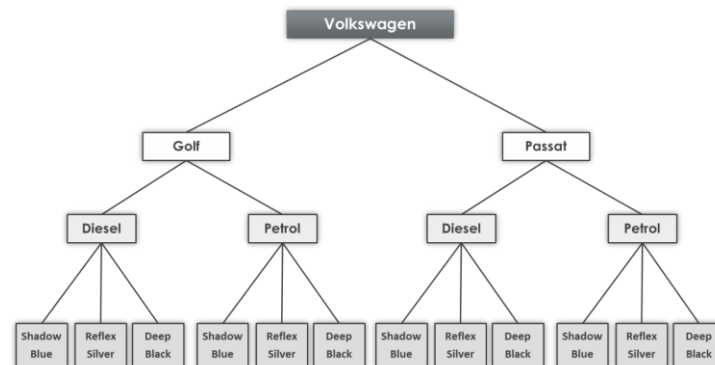 Volkswagen
Golf
Passat
Diesel
Petrol
Diesel
Petrol
Shadow
Blue
Reflex
Silver
Deep
Black
Shadow
Blue
Reflex
Silver
Deep
Black
Shadow
Blue
Reflex
Silver
Deep
Black
Shadow
Blue
Reflex
Silver
Deep
Black